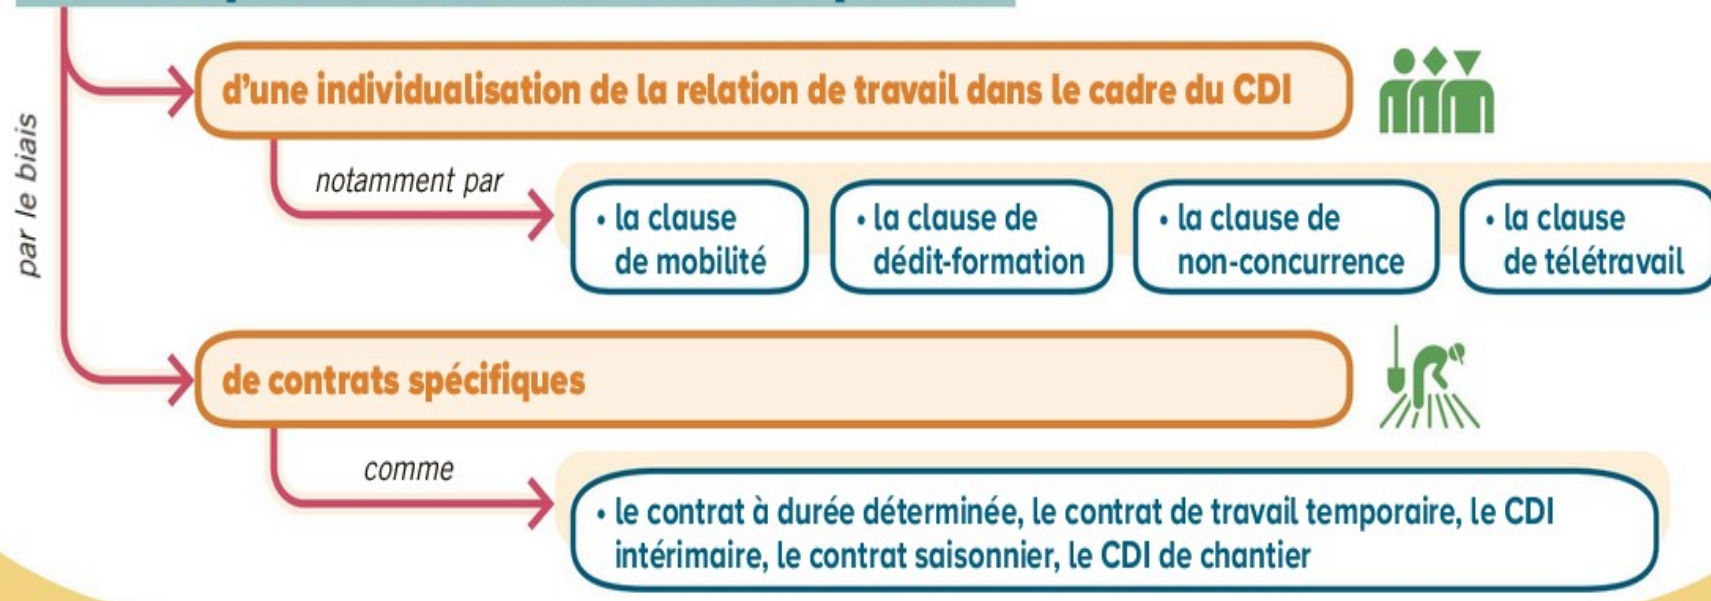 par le biais
d'une individualisation de la relation de travail dans le cadre du CDI
notamment par
• la clause
de mobilité
• la clause de
dédit-formation
• la clause de
non-concurrence
• la clause
de télétravail
de contrats spécifiques
comme
• le contrat à durée déterminée, le contrat de travail temporaire, le CDI
intérimaire, le contrat saisonnier, le CDI de chantier